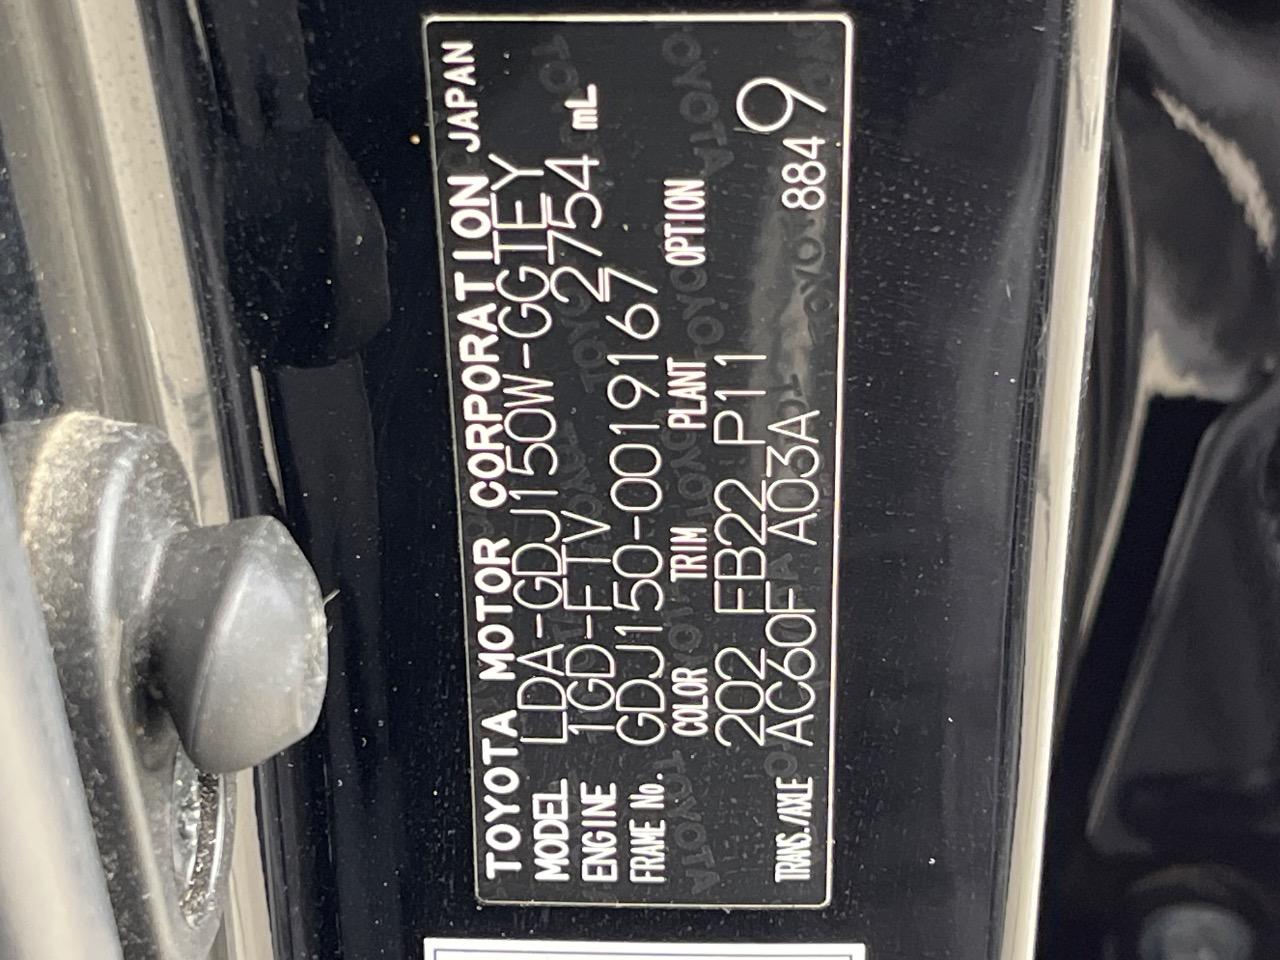 TOYOTA MOTOR CORPORATION JAPAN
MODEL LDA-GDJ150W-GGTEY
ENGINE 1GD-FTV 2754 mL
FRAME No. GDJ150-0019167
COLOR TRIM PLANT OPTION
202 FB22 P11
TRANS./AXLE AC60F A03A 884 9